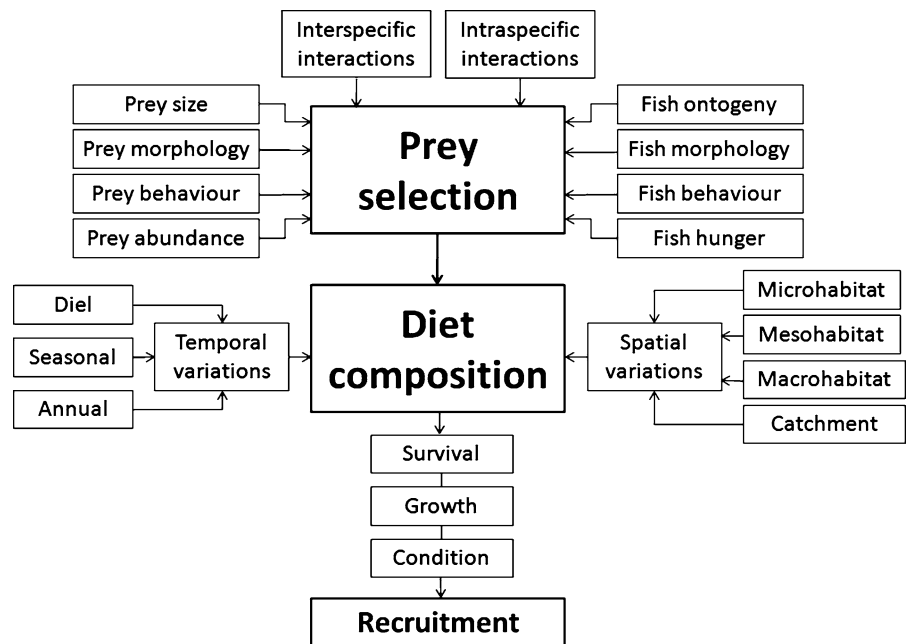 Interspecific
interactions
Intraspecific
interactions
Prey size
Prey morphology
Prey behaviour
Prey abundance
Prey
selection
Fish ontogeny
Fish morphology
Fish behaviour
Fish hunger
Diel
Seasonal
Annual
Temporal
variations
Diet
composition
Spatial
variations
Microhabitat
Mesohabitat
Macrohabitat
Catchment
Survival
Growth
Condition
Recruitment